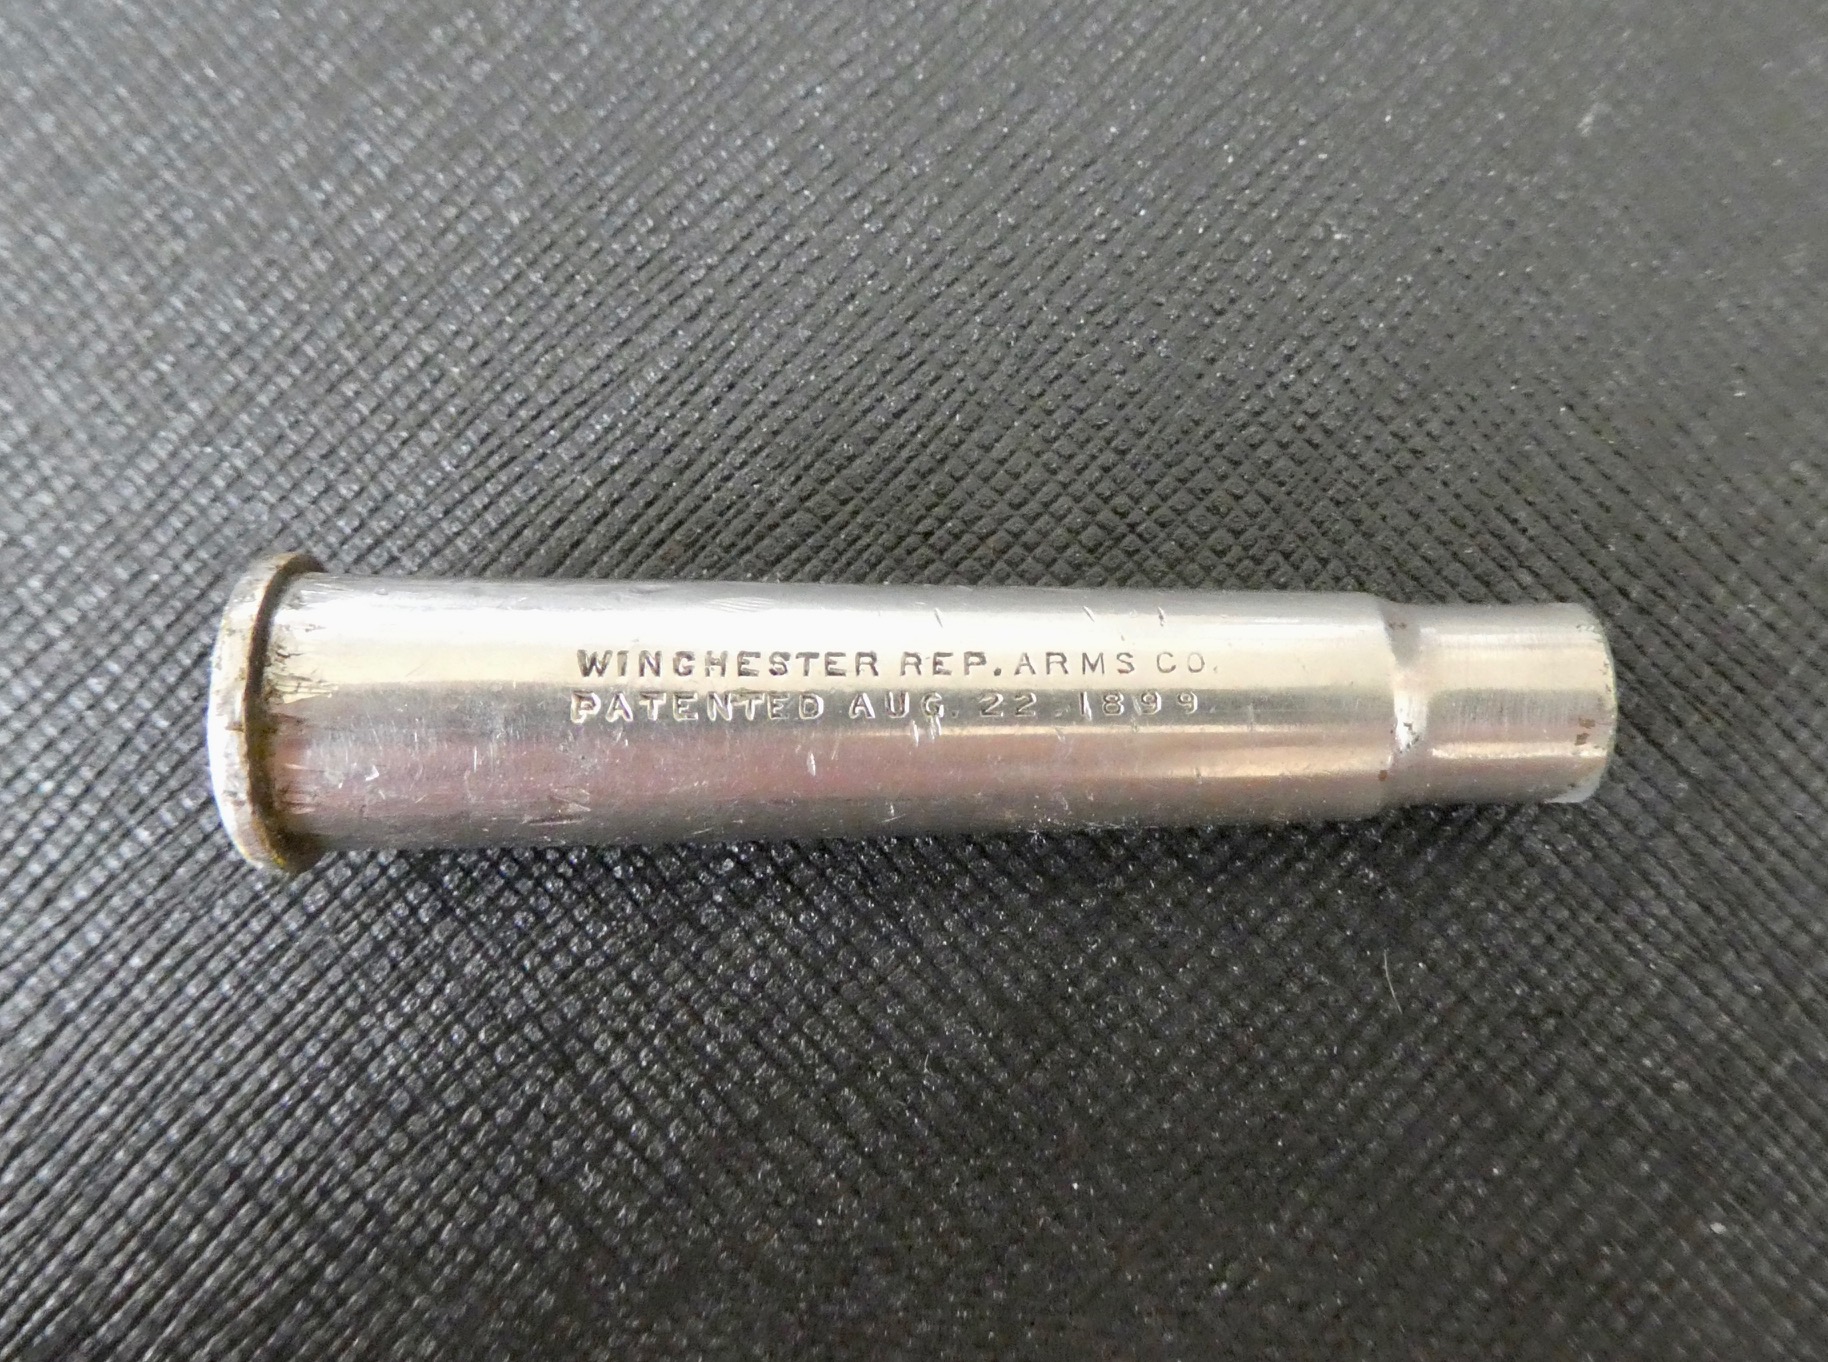 WINCHESTER REP. ARMS CO.
PATENTED AUG. 22. 1899